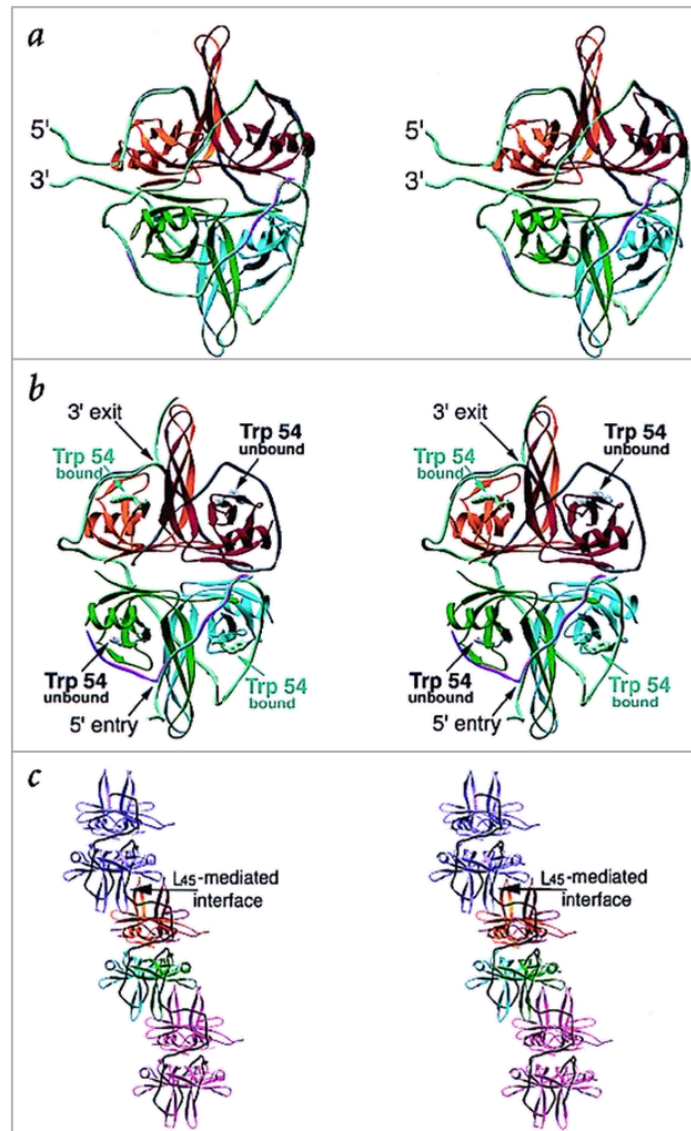 a
5'
5'
3'
3'
b
3' exit
3' exit
Trp 54
unbound
Trp 54
unbound
Trp 54
bound
Trp 54
bound
Trp 54
unbound
Trp 54
unbound
Trp 54
bound
Trp 54
bound
5' entry
5' entry
c
L45-mediated
interface
L45-mediated
interface